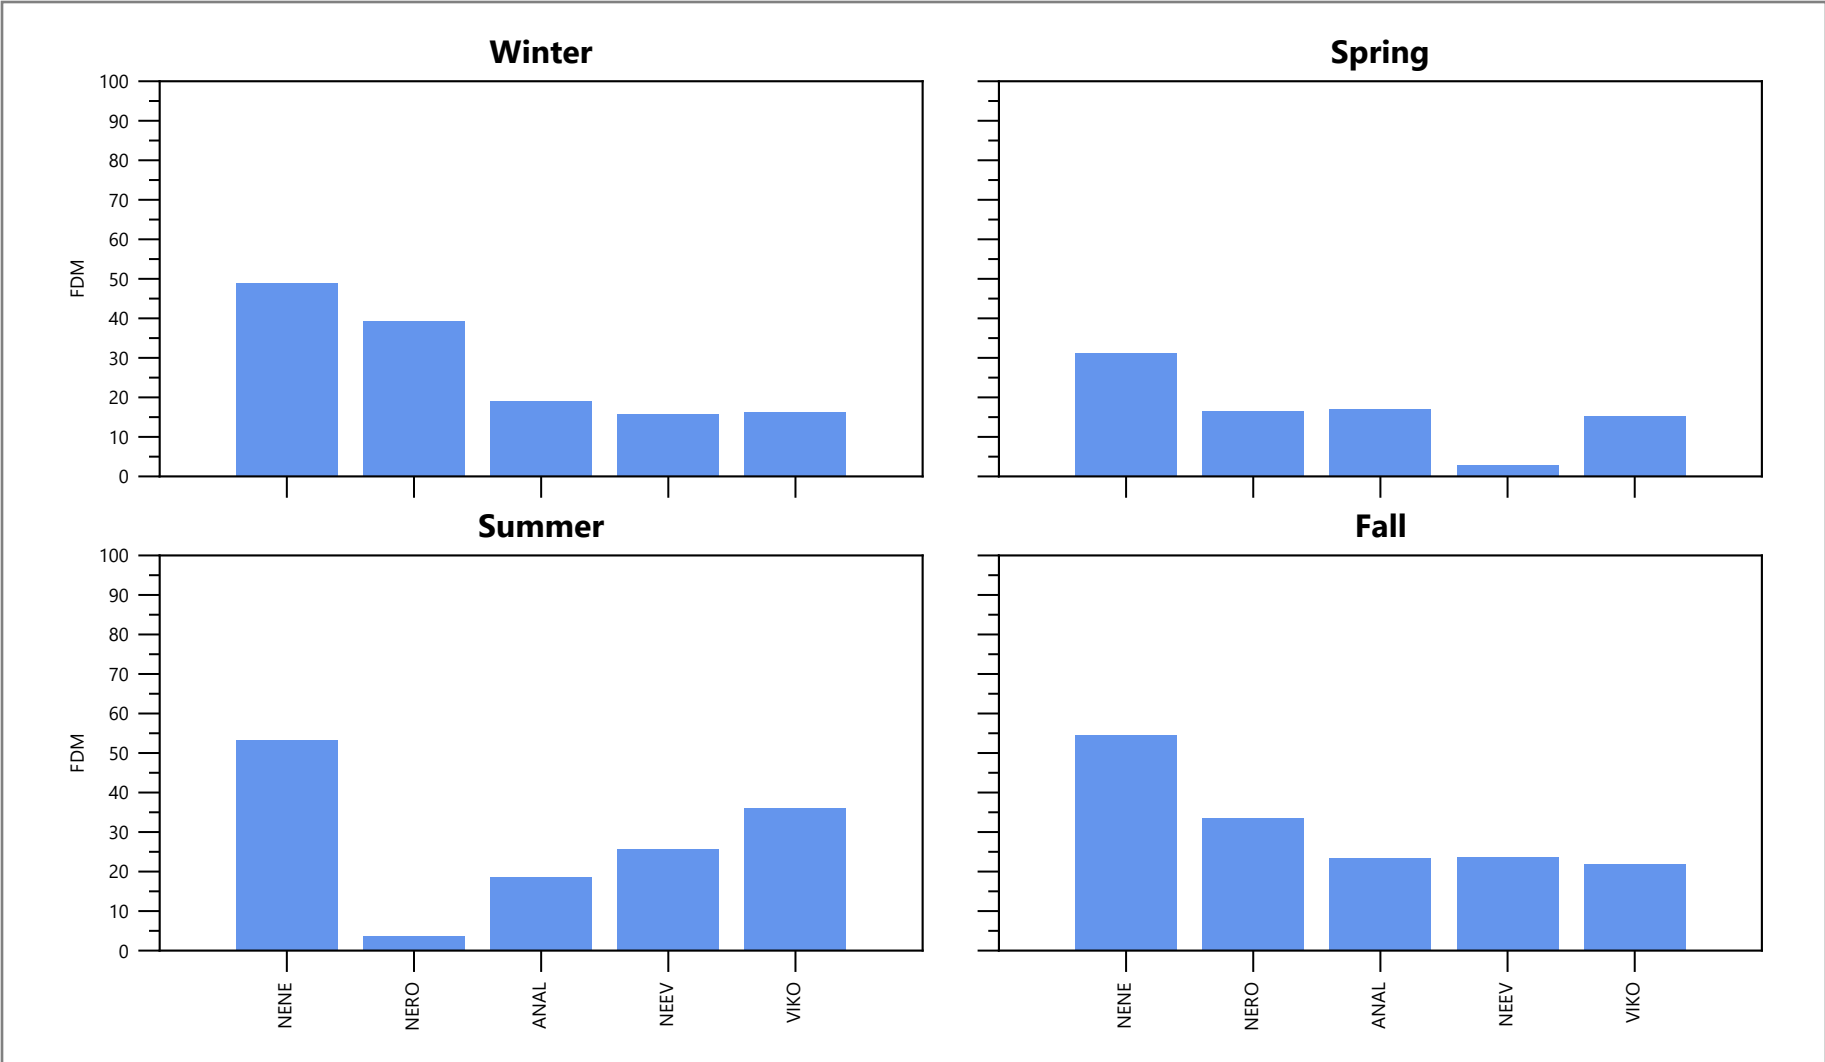 Winter
Spring
100
90
80
70
60
50
40
30
20
10
0
FDM
Summer
Fall
100
90
80
70
60
50
40
30
20
10
0
FDM
NENE
NERO
ANAL
NEEV
VIKO
NENE
NERO
ANAL
NEEV
VIKO